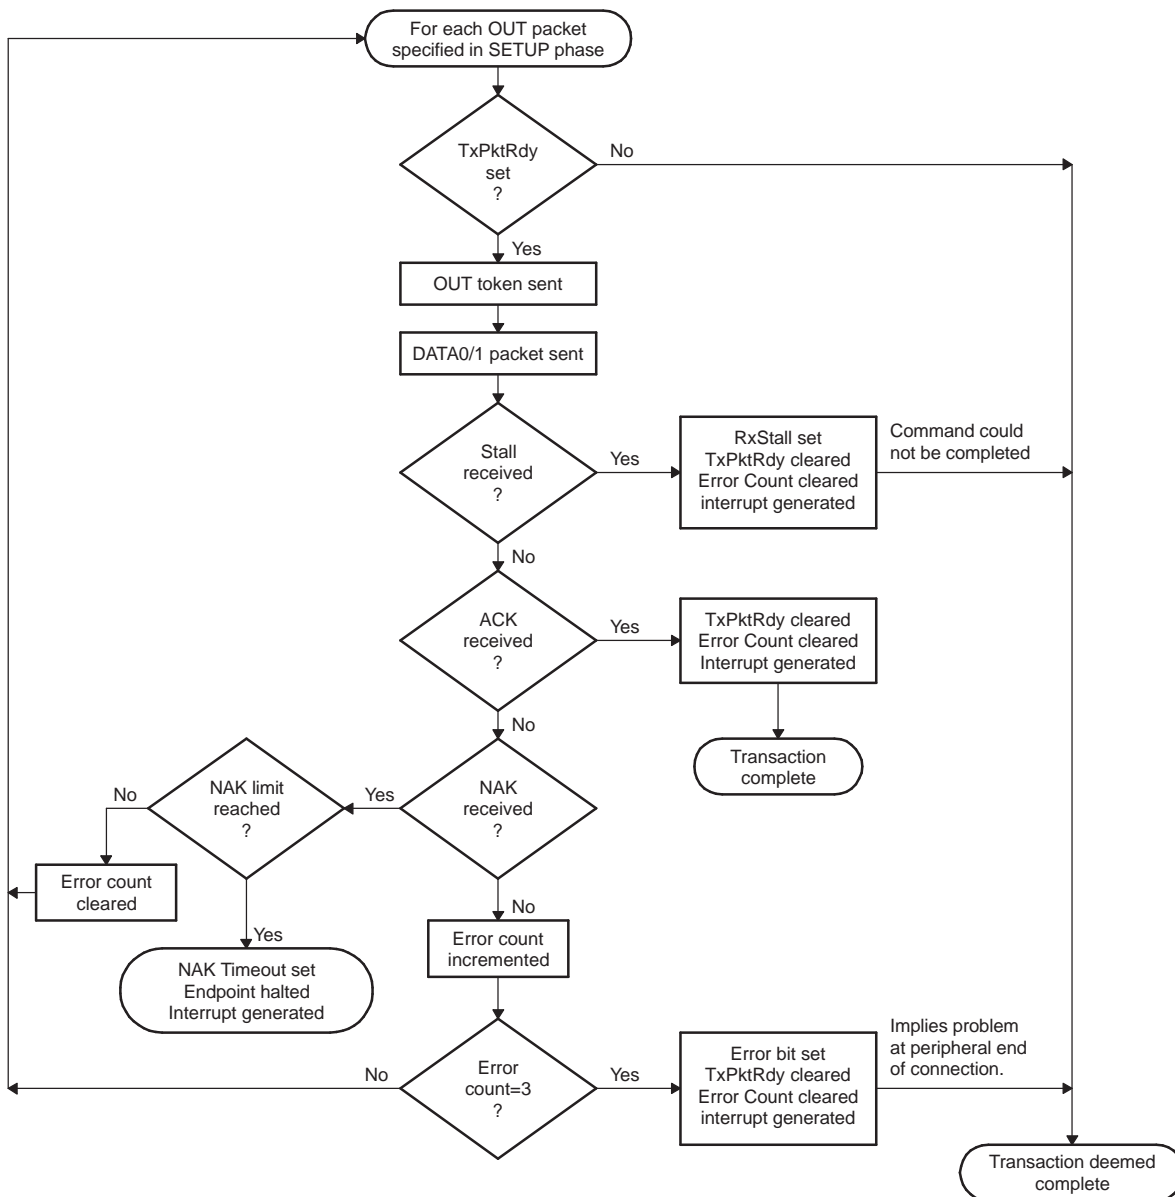 For each OUT packet
specified in SETUP phase
TxPktRdy
set
?
No
Yes
OUT token sent
DATA0/1 packet sent
Stall
received
?
Yes
RxStall set
TxPktRdy cleared
Error Count cleared
interrupt generated
Command could
not be completed
No
ACK
received
?
Yes
TxPktRdy cleared
Error Count cleared
Interrupt generated
No
Transaction
complete
NAK
received
?
Yes
NAK limit
reached
?
No
Error count
cleared
Yes
NAK Timeout set
Endpoint halted
Interrupt generated
No
Error count
incremented
Error
count=3
?
No
Yes
Error bit set
TxPktRdy cleared
Error Count cleared
interrupt generated
Implies problem
at peripheral end
of connection.
Transaction deemed
complete